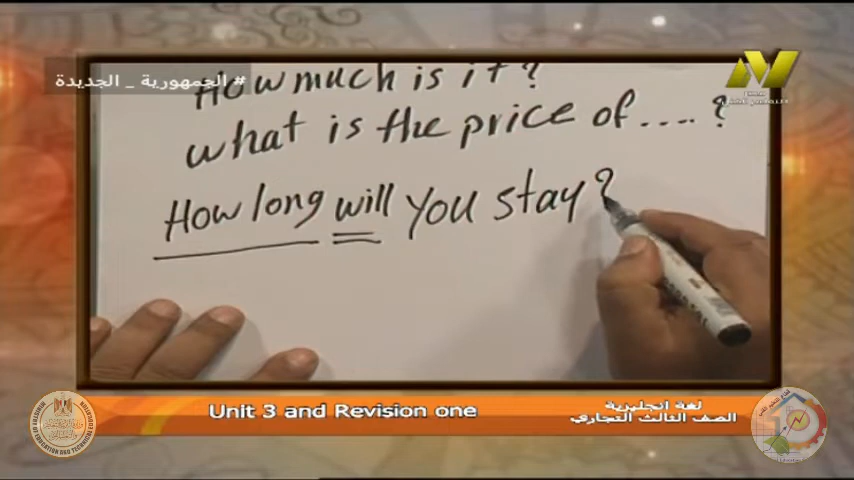 # الجمهورية _ الجديدة
How much is it?
what is the price of .... ?
How long will you stay?
Unit 3 and Revision one
لغة انجليزية
الصف الثالث التجاري